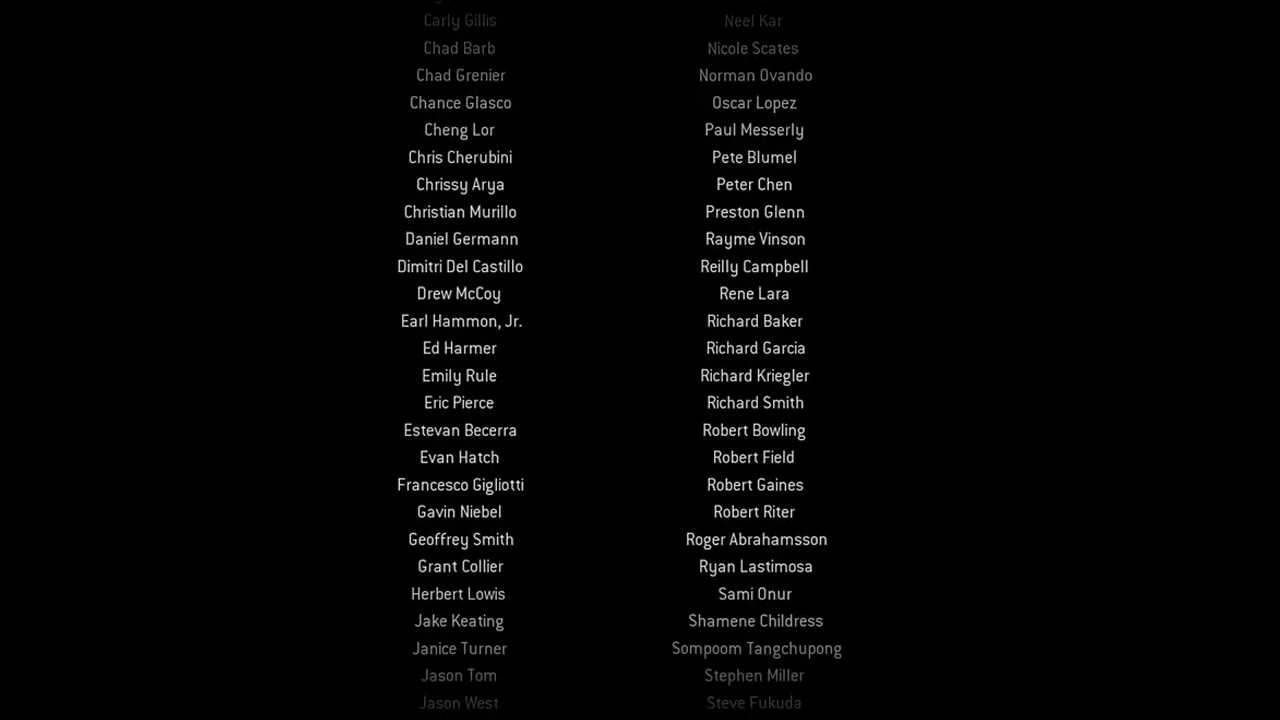 Carly Gillis
Chad Barb
Chad Grenier
Chance Glasco
Cheng Lor
Chris Cherubini
Chrissy Arya
Christian Murillo
Daniel Germann
Dimitri Del Castillo
Drew McCoy
Earl Hammon, Jr.
Ed Harmer
Emily Rule
Eric Pierce
Estevan Becerra
Evan Hatch
Francesco Gigliotti
Gavin Niebel
Geoffrey Smith
Grant Collier
Herbert Lowis
Jake Keating
Janice Turner
Jason Tom
Jason West
Neel Kar
Nicole Scates
Norman Ovando
Oscar Lopez
Paul Messerly
Pete Blumel
Peter Chen
Preston Glenn
Rayme Vinson
Reilly Campbell
Rene Lara
Richard Baker
Richard Garcia
Richard Kriegler
Richard Smith
Robert Bowling
Robert Field
Robert Gaines
Robert Riter
Roger Abrahamsson
Ryan Lastimosa
Sami Onur
Shamene Childress
Sompoom Tangchupong
Stephen Miller
Steve Fukuda